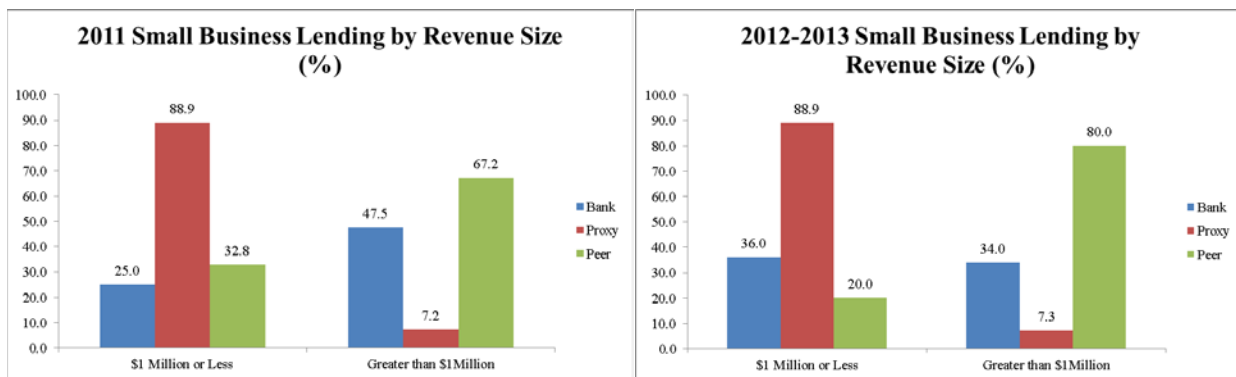 2011 Small Business Lending by Revenue Size
(%)
100.0
90.0
80.0
70.0
60.0
50.0
40.0
30.0
20.0
10.0
0.0
25.0
88.9
32.8
47.5
7.2
67.2
$1 Million or Less
Greater than $1Million
Bank
Proxy
Peer
2012-2013 Small Business Lending by
Revenue Size (%)
100.0
90.0
80.0
70.0
60.0
50.0
40.0
30.0
20.0
10.0
0.0
36.0
88.9
20.0
34.0
7.3
80.0
$1 Million or Less
Greater than $1Million
Bank
Proxy
Peer